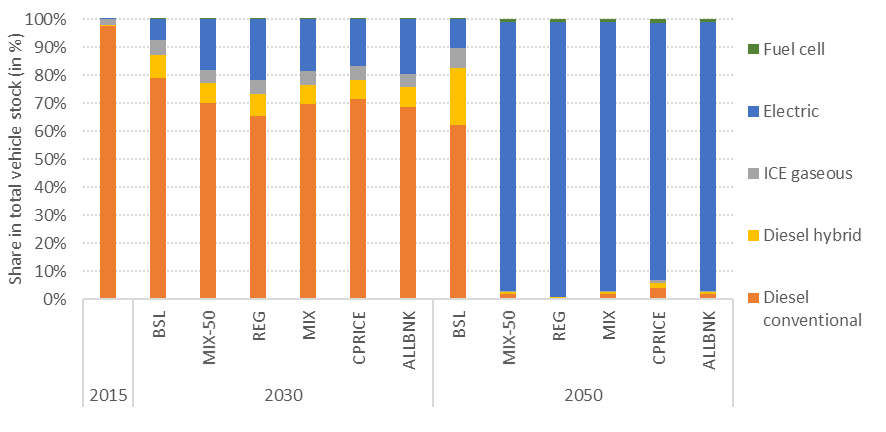 Share in total vehicle stock (in %)
100%
90%
80%
70%
60%
50%
40%
30%
20%
10%
0%
BSL
MIX-50
REG
MIX
CPRICE
ALLBNK
BSL
MIX-50
REG
MIX
CPRICE
ALLBNK
2015
2030
2050
Fuel cell
Electric
ICE gaseous
Diesel hybrid
Diesel
conventional